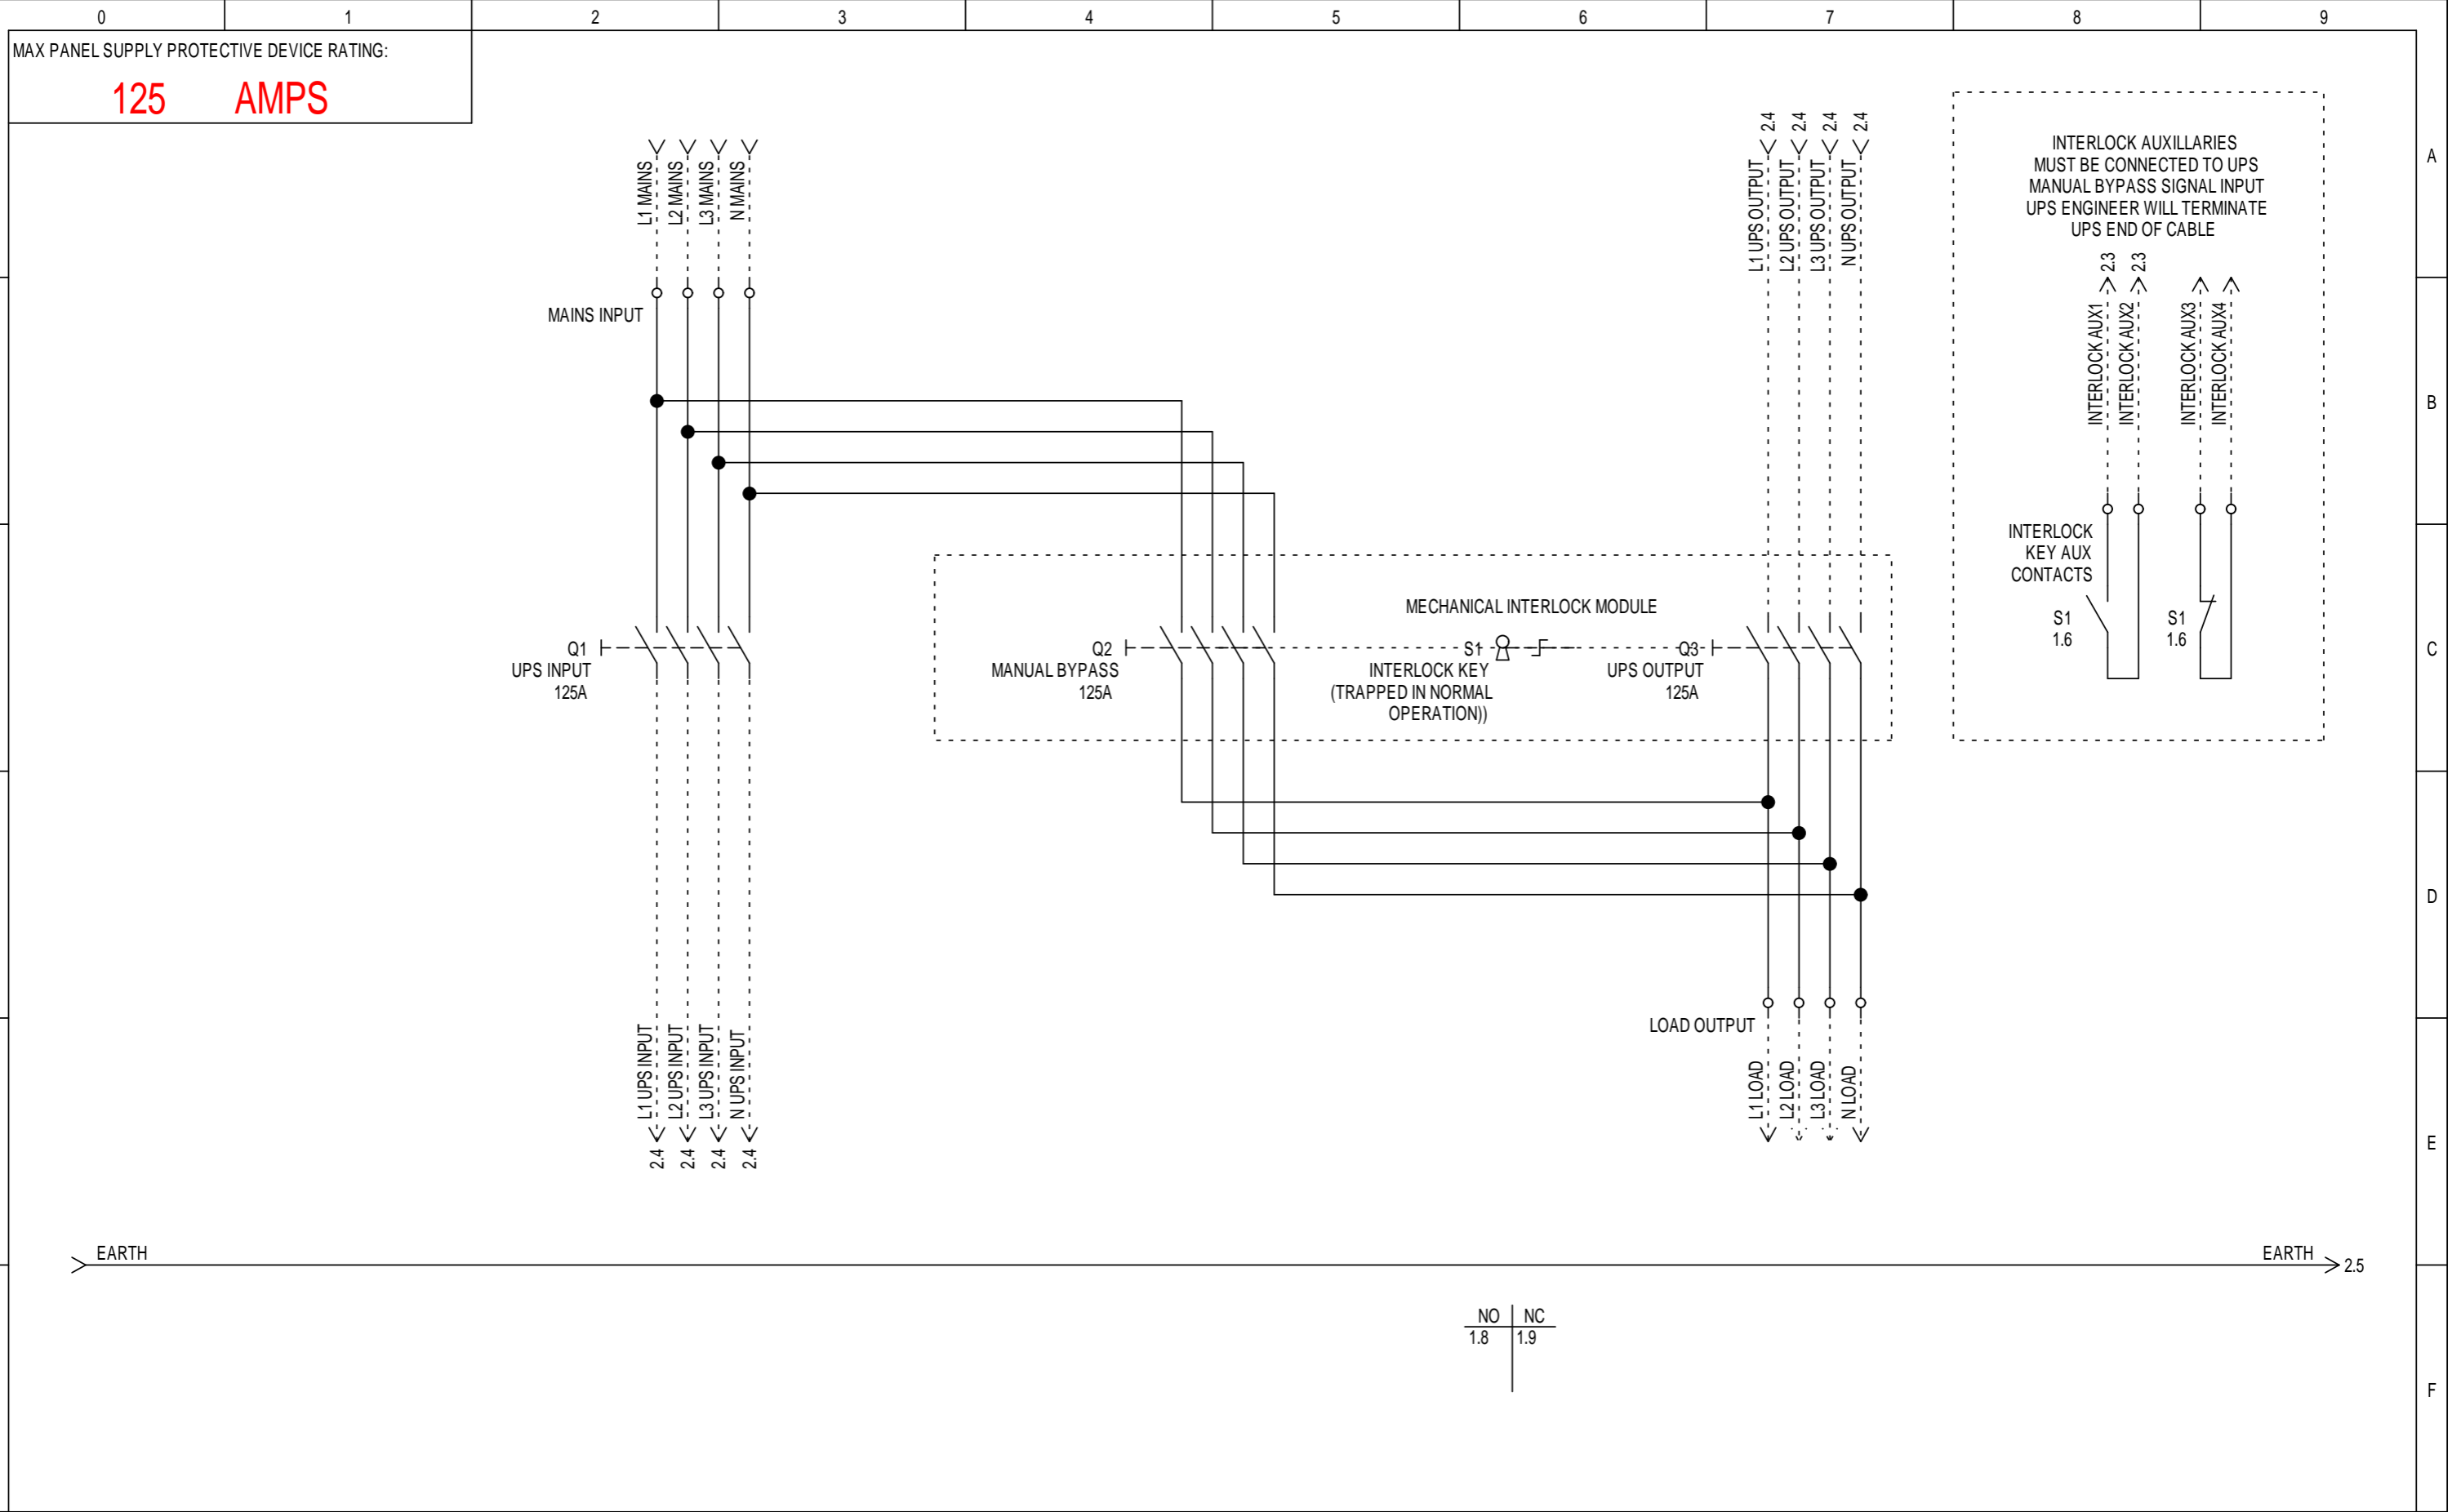 0 1 2 3 4 5 6 7 8 9
MAX PANEL SUPPLY PROTECTIVE DEVICE RATING:
125 AMPS
A
B
C
D
E
F
L1 MAINS
L2 MAINS
L3 MAINS
N MAINS
MAINS INPUT
L1 UPS OUTPUT
L2 UPS OUTPUT
L3 UPS OUTPUT
N UPS OUTPUT
2.4
2.4
2.4
2.4
INTERLOCK AUXILLARIES
MUST BE CONNECTED TO UPS
MANUAL BYPASS SIGNAL INPUT
UPS ENGINEER WILL TERMINATE
UPS END OF CABLE
2.3
2.3
INTERLOCK AUX1
INTERLOCK AUX2
INTERLOCK AUX3
INTERLOCK AUX4
INTERLOCK
KEY AUX
CONTACTS
S1
1.6
S1
1.6
Q1
UPS INPUT
125A
Q2
MANUAL BYPASS
125A
MECHANICAL INTERLOCK MODULE
S1
INTERLOCK KEY
(TRAPPED IN NORMAL
OPERATION))
Q3
UPS OUTPUT
125A
L1 UPS INPUT
L2 UPS INPUT
L3 UPS INPUT
N UPS INPUT
2.4
2.4
2.4
2.4
LOAD OUTPUT
L1 LOAD
L2 LOAD
L3 LOAD
N LOAD
EARTH
EARTH
2.5
NO NC
1.8 1.9